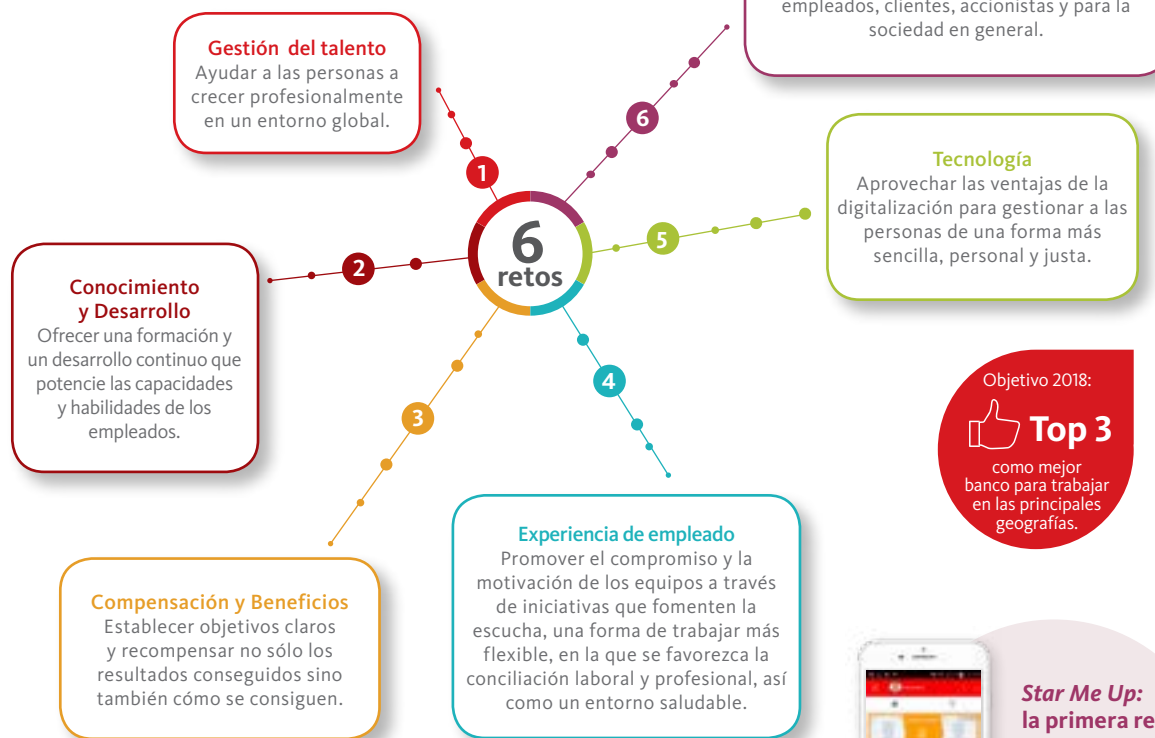 empleados, clientes, accionistas y para la
sociedad en general.
Gestión del talento
Ayudar a las personas a
crecer profesionalmente
en un entorno global.
6
1
Tecnología
Aprovechar las ventajas de la
digitalización para gestionar a las
personas de una forma más
sencilla, personal y justa.
6
retos
5
2
Conocimiento
y Desarrollo
Ofrecer una formación y
un desarrollo continuo que
potencie las capacidades
y habilidades de los
empleados.
4
3
Objetivo 2018:
Top 3
como mejor
banco para trabajar
en las principales
geografías.
Experiencia de empleado
Promover el compromiso y la
motivación de los equipos a través
de iniciativas que fomenten la
escucha, una forma de trabajar más
flexible, en la que se favorezca la
conciliación laboral y profesional, así
como un entorno saludable.
Compensación y Beneficios
Establecer objetivos claros
y recompensar no sólo los
resultados conseguidos sino
también cómo se consiguen.
Star Me Up:
la primera re